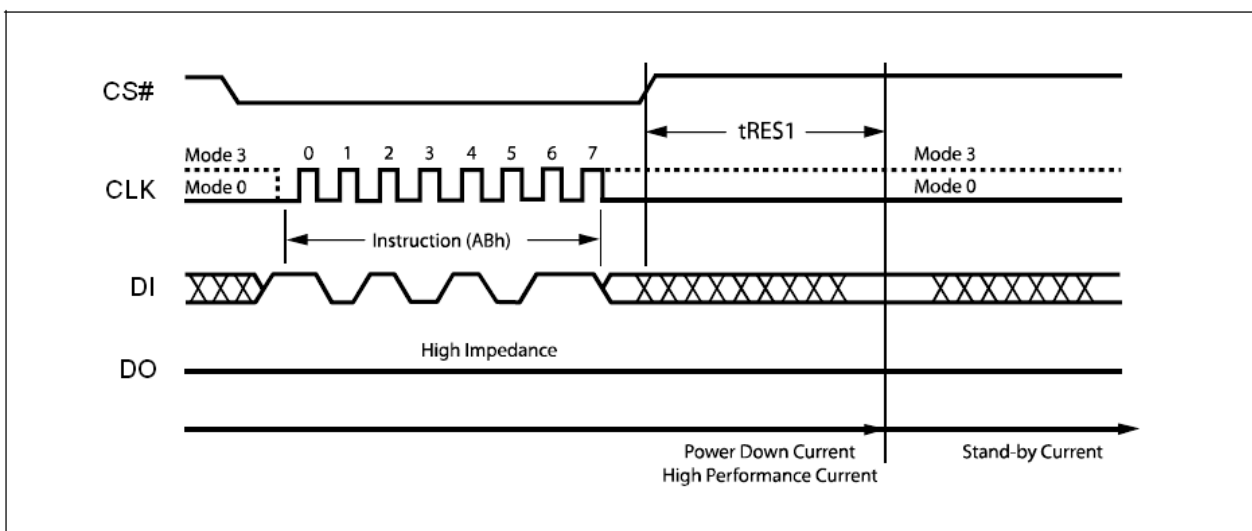 CS#
tRES1
Mode 3
0 1 2 3 4 5 6 7
Mode 3
CLK
Mode 0
Mode 0
Instruction (ABh)
DI
High Impedance
DO
Power Down Current
High Performance Current
Stand-by Current